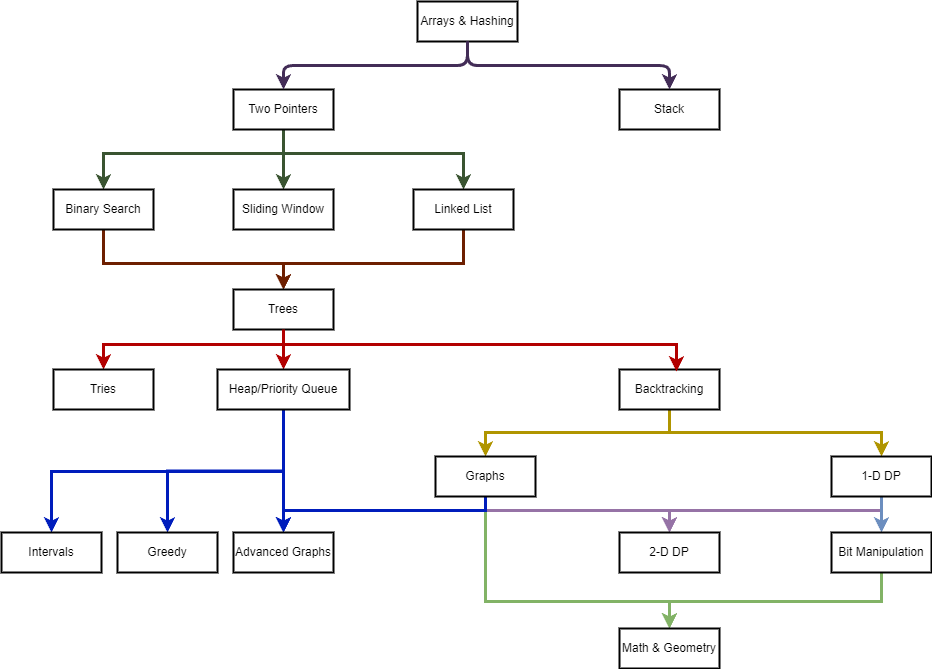 Arrays & Hashing
Two Pointers
Stack
Binary Search
Sliding Window
Linked List
Trees
Tries
Heap/Priority Queue
Backtracking
Graphs
1-D DP
Intervals
Greedy
Advanced Graphs
2-D DP
Bit Manipulation
Math & Geometry